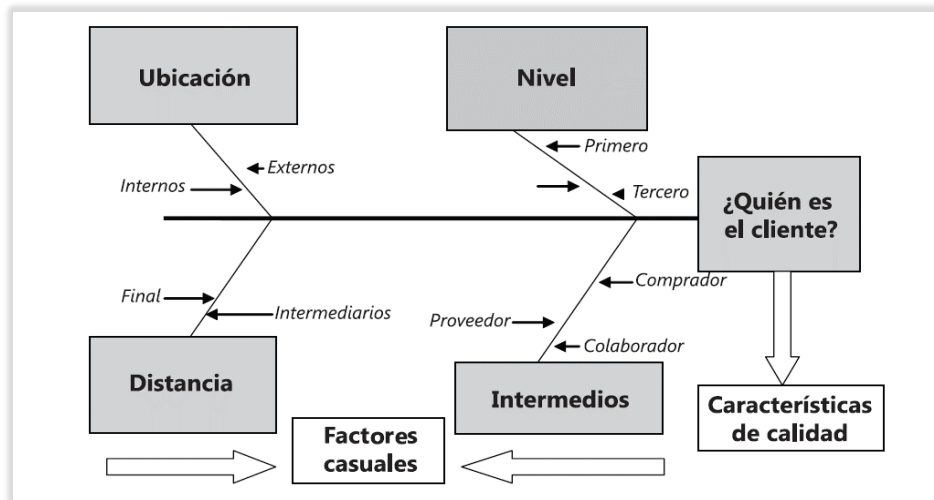 Ubicación
Nivel
Primero
Externos
Internos
Tercero
¿Quién es
el cliente?
Comprador
Final
Intermediarios
Proveedor
Colaborador
Distancia
Intermedios
Características
de calidad
Factores
casuales